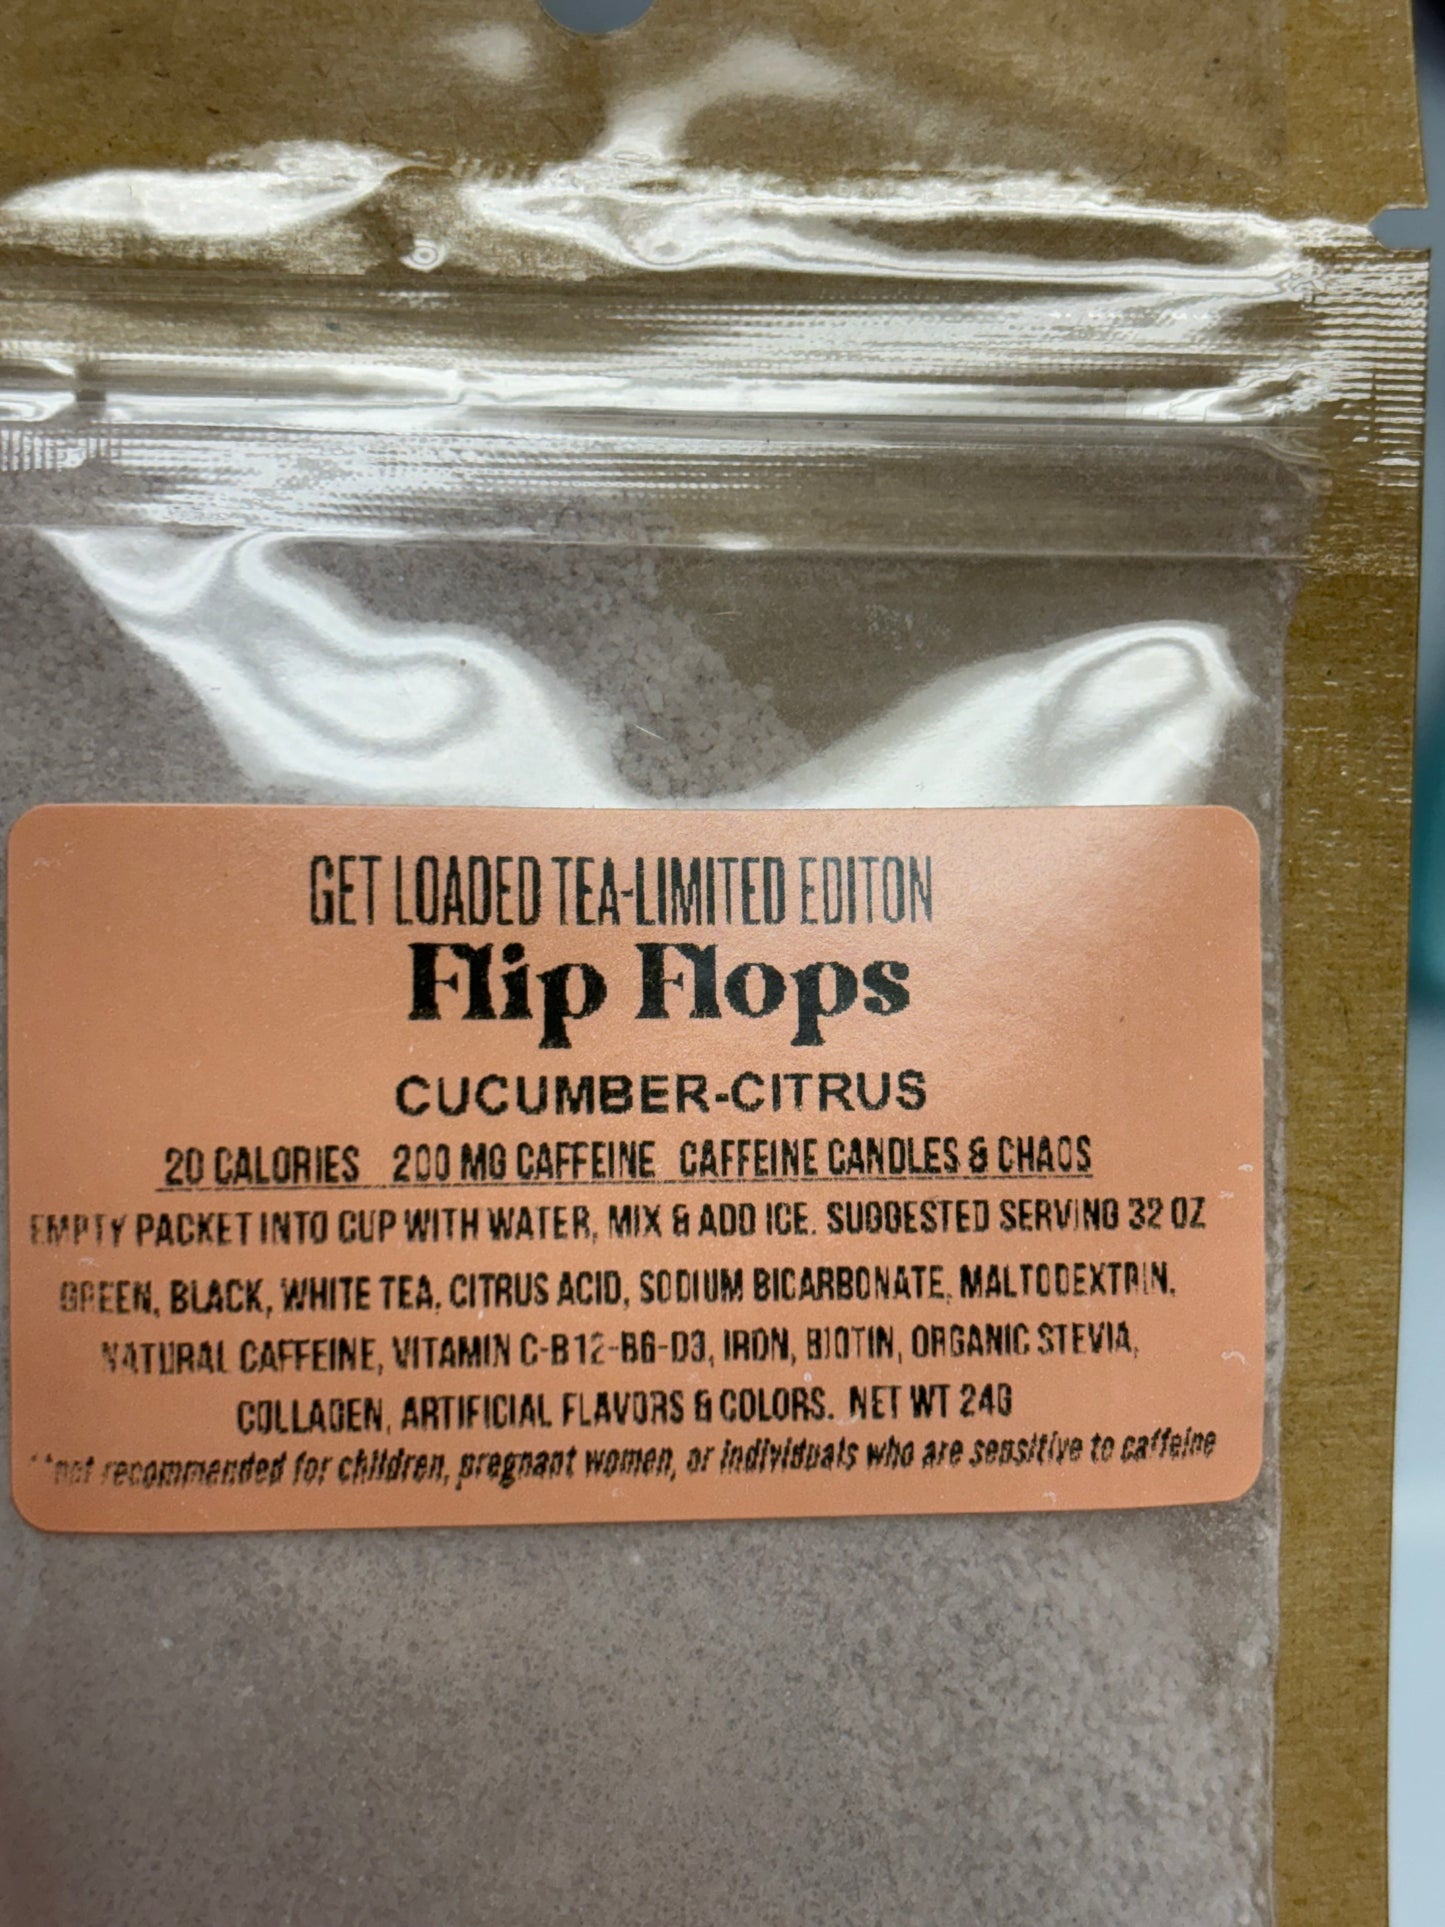 GET LOADED TEA-LIMITED EDITON
Flip Flops
CUCUMBER-CITRUS
20 CALORIES 200 MG CAFFEINE CAFFEINE CANDLES & CHAOS
EMPTY PACKET INTO CUP WITH WATER, MIX & ADD ICE. SUGGESTED SERVING 32 OZ
GREEN, BLACK, WHITE TEA, CITRUS ACID, SODIUM BICARBONATE, MALTODEXTRIN,
NATURAL CAFFEINE, VITAMIN C-B12-B6-D3, IRON, BIOTIN, ORGANIC STEVIA,
COLLAGEN, ARTIFICIAL FLAVORS & COLORS. NET WT 24G
**not recommended for children, pregnant women, or individuals who are sensitive to caffeine